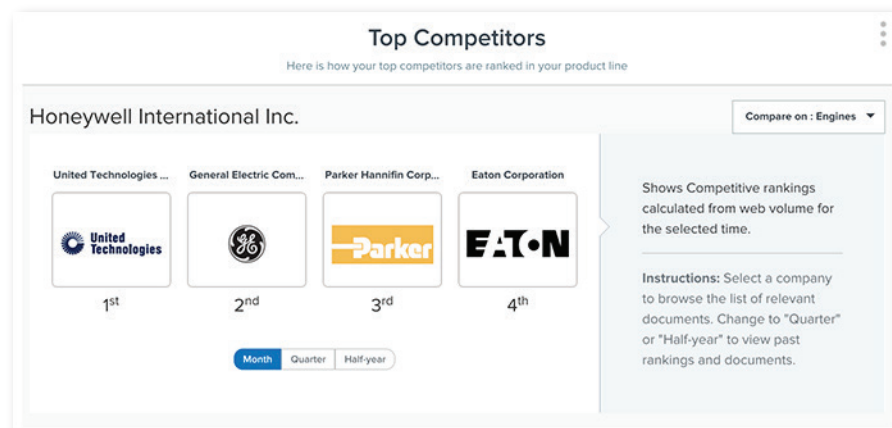 Top Competitors
Here is how your top competitors are ranked in your product line
Honeywell International Inc.
Compare on : Engines
United Technologies ...
General Electric Com...
Parker Hannifin Corp...
Eaton Corporation
United
Technologies
GE
Parker
EATON
1st
2nd
3rd
4th
Month
Quarter
Half-year
Shows Competitive rankings
calculated from web volume for
the selected time.
Instructions: Select a company
to browse the list of relevant
documents. Change to "Quarter"
or "Half-year" to view past
rankings and documents.